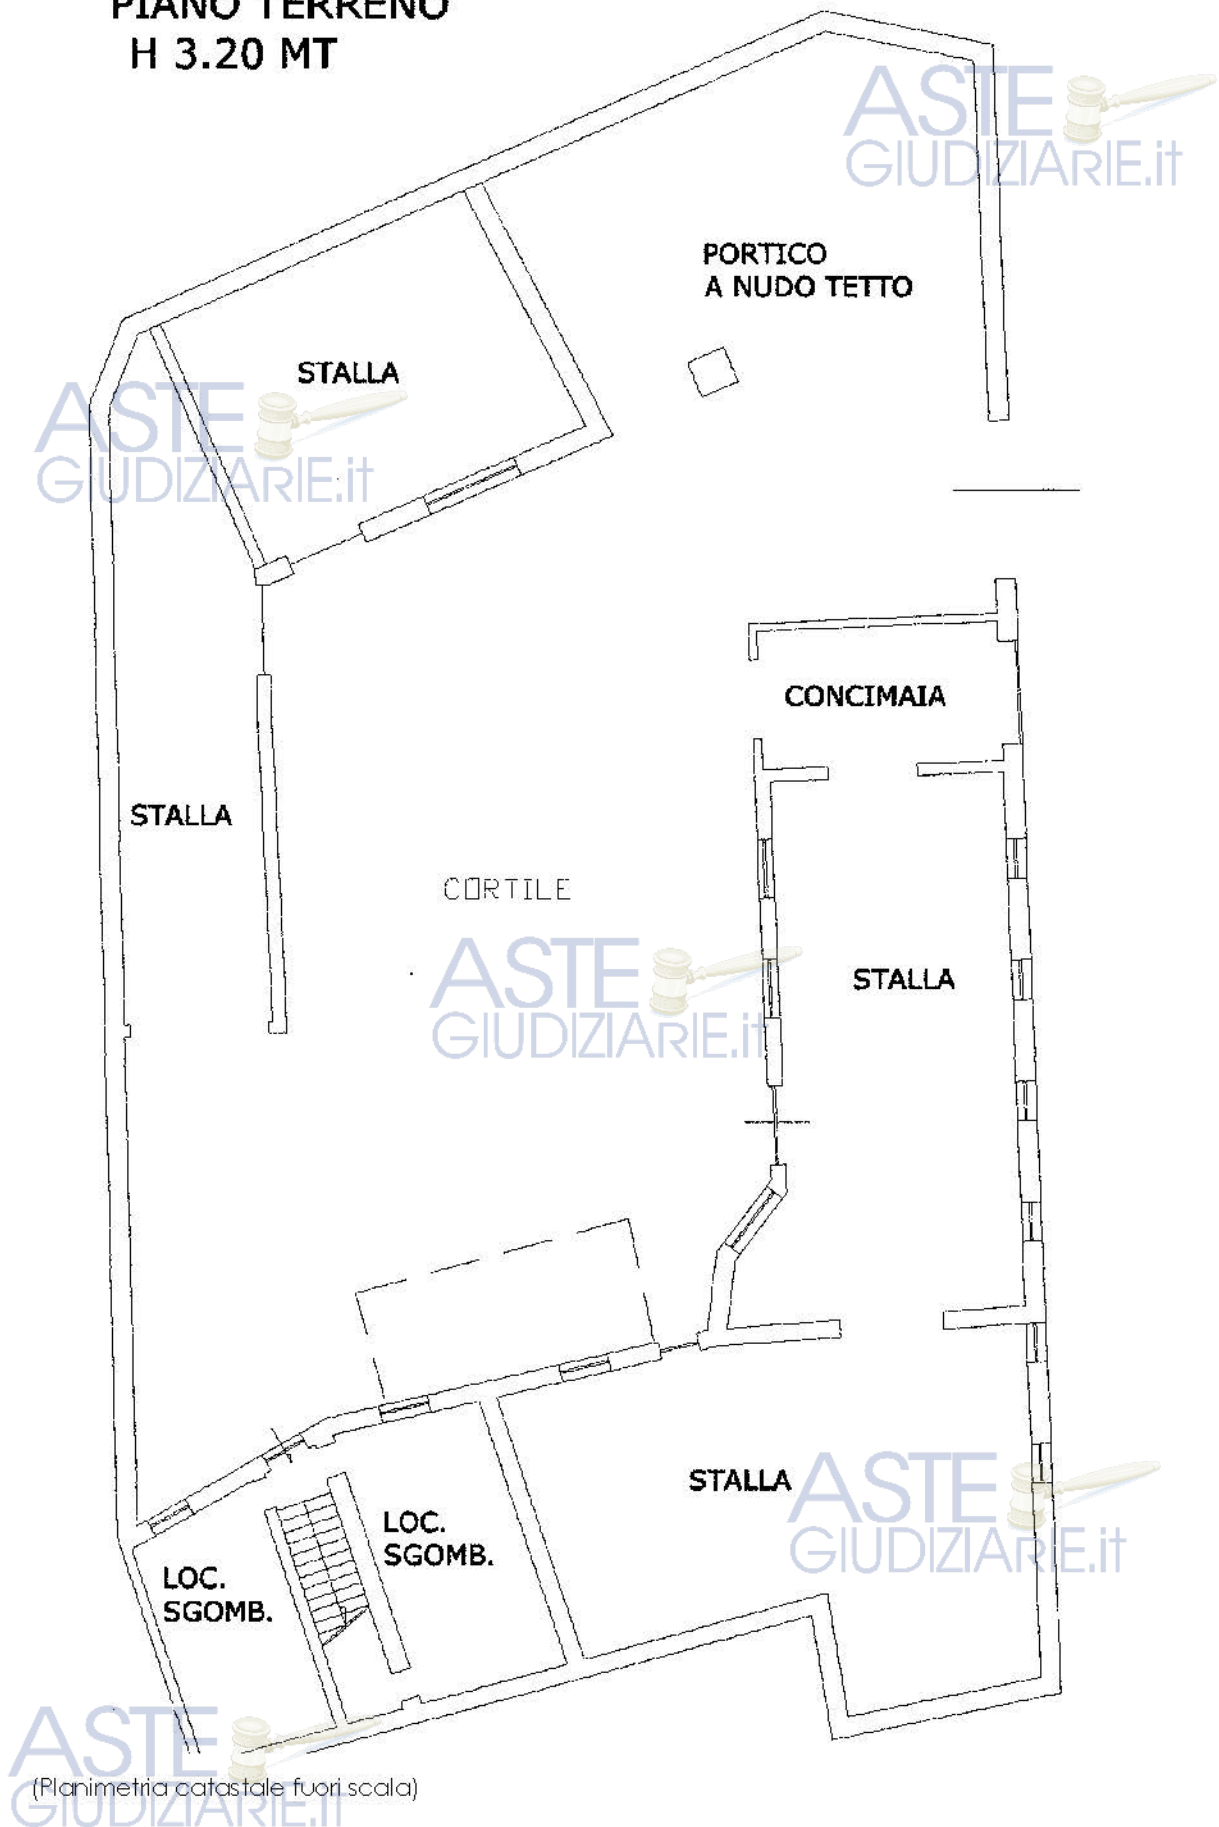 PIANO TERRENO
H 3.20 MT
ASTE
GIUDIZIARIE.it
PORTICO
A NUDO TETTO
STALLA
ASTE
GIUDIZIARIE.it
CONCIMAIA
STALLA
CORTILE
ASTE
GIUDIZIARIE.it
STALLA
STALLA
ASTE
GIUDIZIARIE.it
LOC.
SGOMB.
LOC.
SGOMB.
ASTE
GIUDIZIARIE.it
(Planimetria catastale fuori scala)